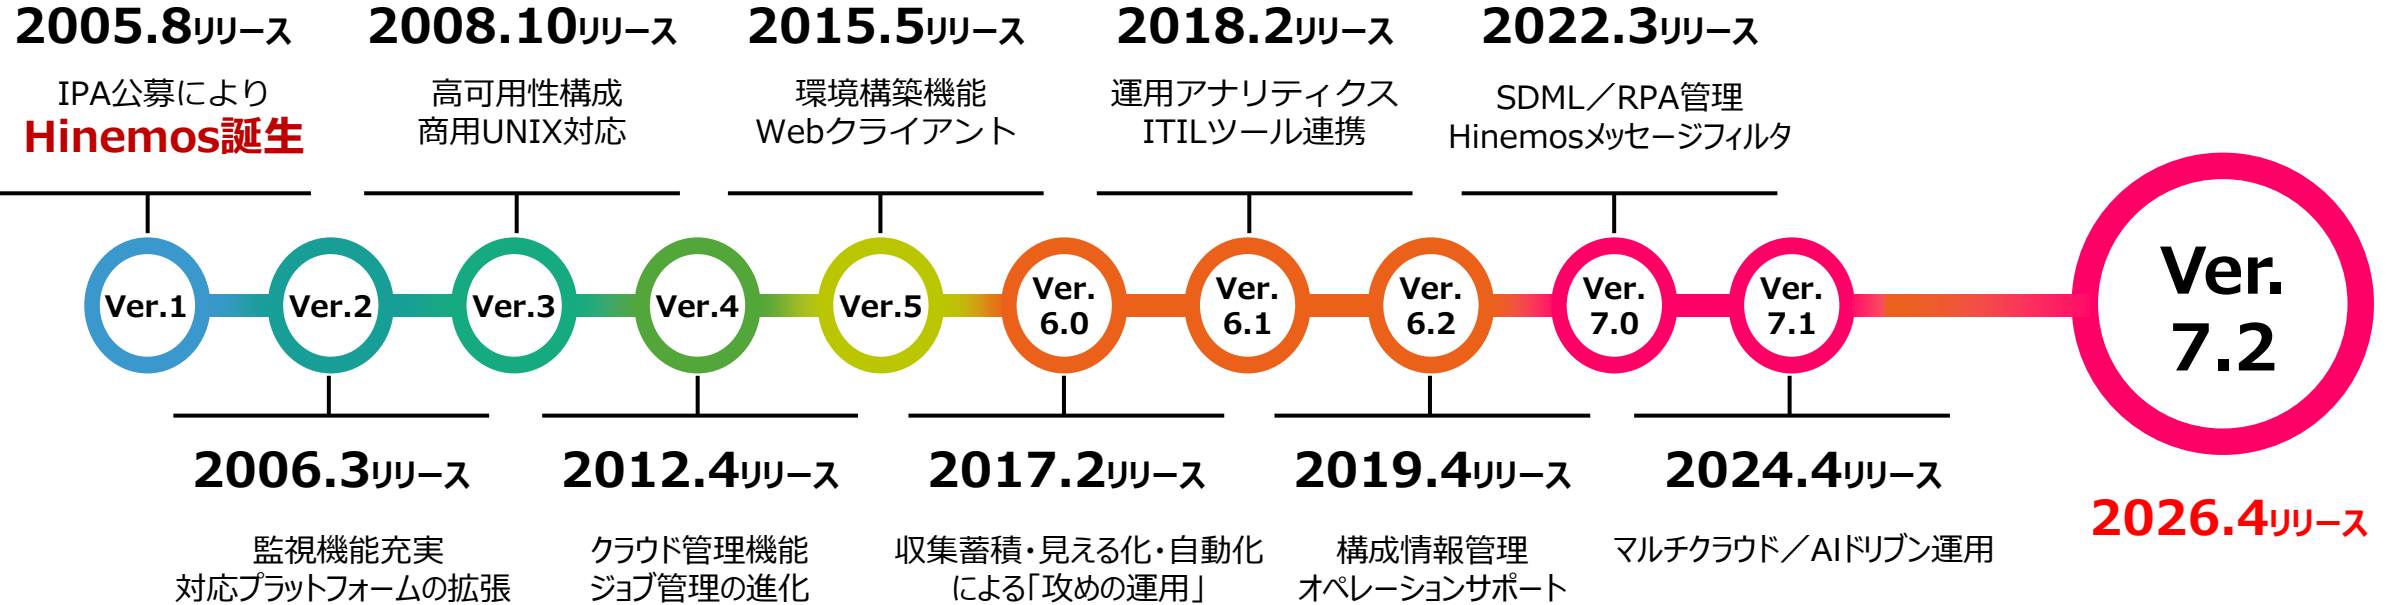 2005.8リリース
IPA公募により
Hinemos誕生
2008.10リリース
高可用性構成
商用UNIX対応
2015.5リリース
環境構築機能
Webクライアント
2018.2リリース
運用アナリティクス
ITILツール連携
2022.3リリース
SDML／RPA管理
Hinemosメッセージフィルタ
Ver.1
Ver.2
Ver.3
Ver.4
Ver.5
Ver.
6.0
Ver.
6.1
Ver.
6.2
Ver.
7.0
Ver.
7.1
Ver.
7.2
2006.3リリース
監視機能充実
対応プラットフォームの拡張
2012.4リリース
クラウド管理機能
ジョブ管理の進化
2017.2リリース
収集蓄積・見える化・自動化
による「攻めの運用」
2019.4リリース
構成情報管理
オペレーションサポート
2024.4リリース
マルチクラウド／AIドリブン運用
2026.4リリース